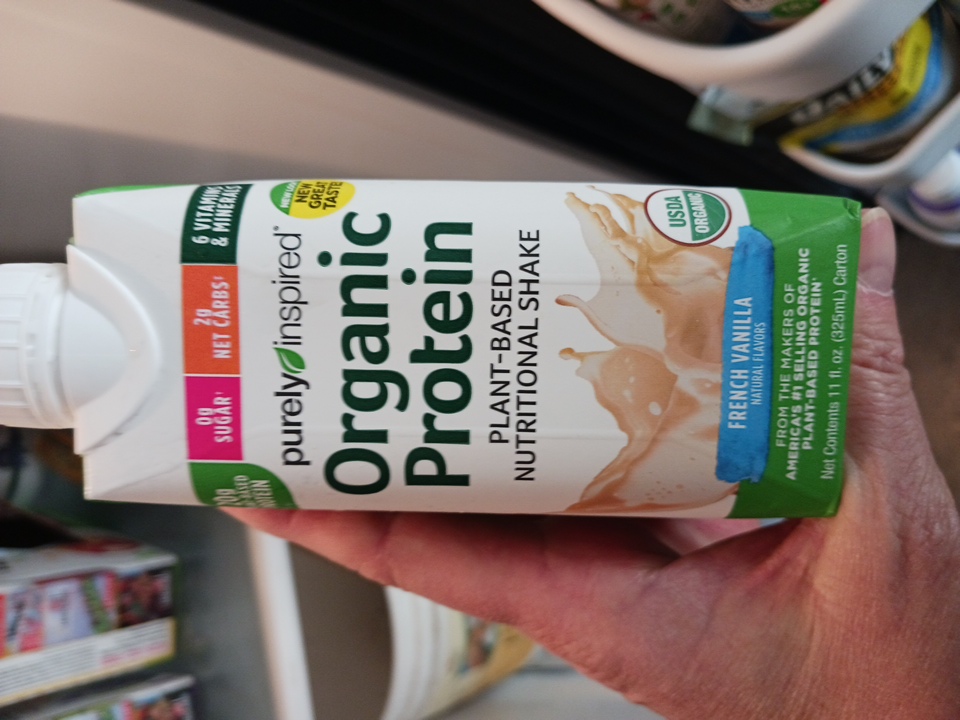 0g
SUGAR†
2g
NET CARBS‡
6 VITAMINS
& MINERALS
PROTEIN
purely inspired®
NEW GREAT
TASTE
Organic
Protein
PLANT-BASED
NUTRITIONAL SHAKE
USDA
ORGANIC
FRENCH VANILLA
NATURAL FLAVORS
FROM THE MAKERS OF
AMERICA'S #1 SELLING ORGANIC
PLANT-BASED PROTEIN*
Net Contents 11 fl. oz. (325mL) Carton
DAILY